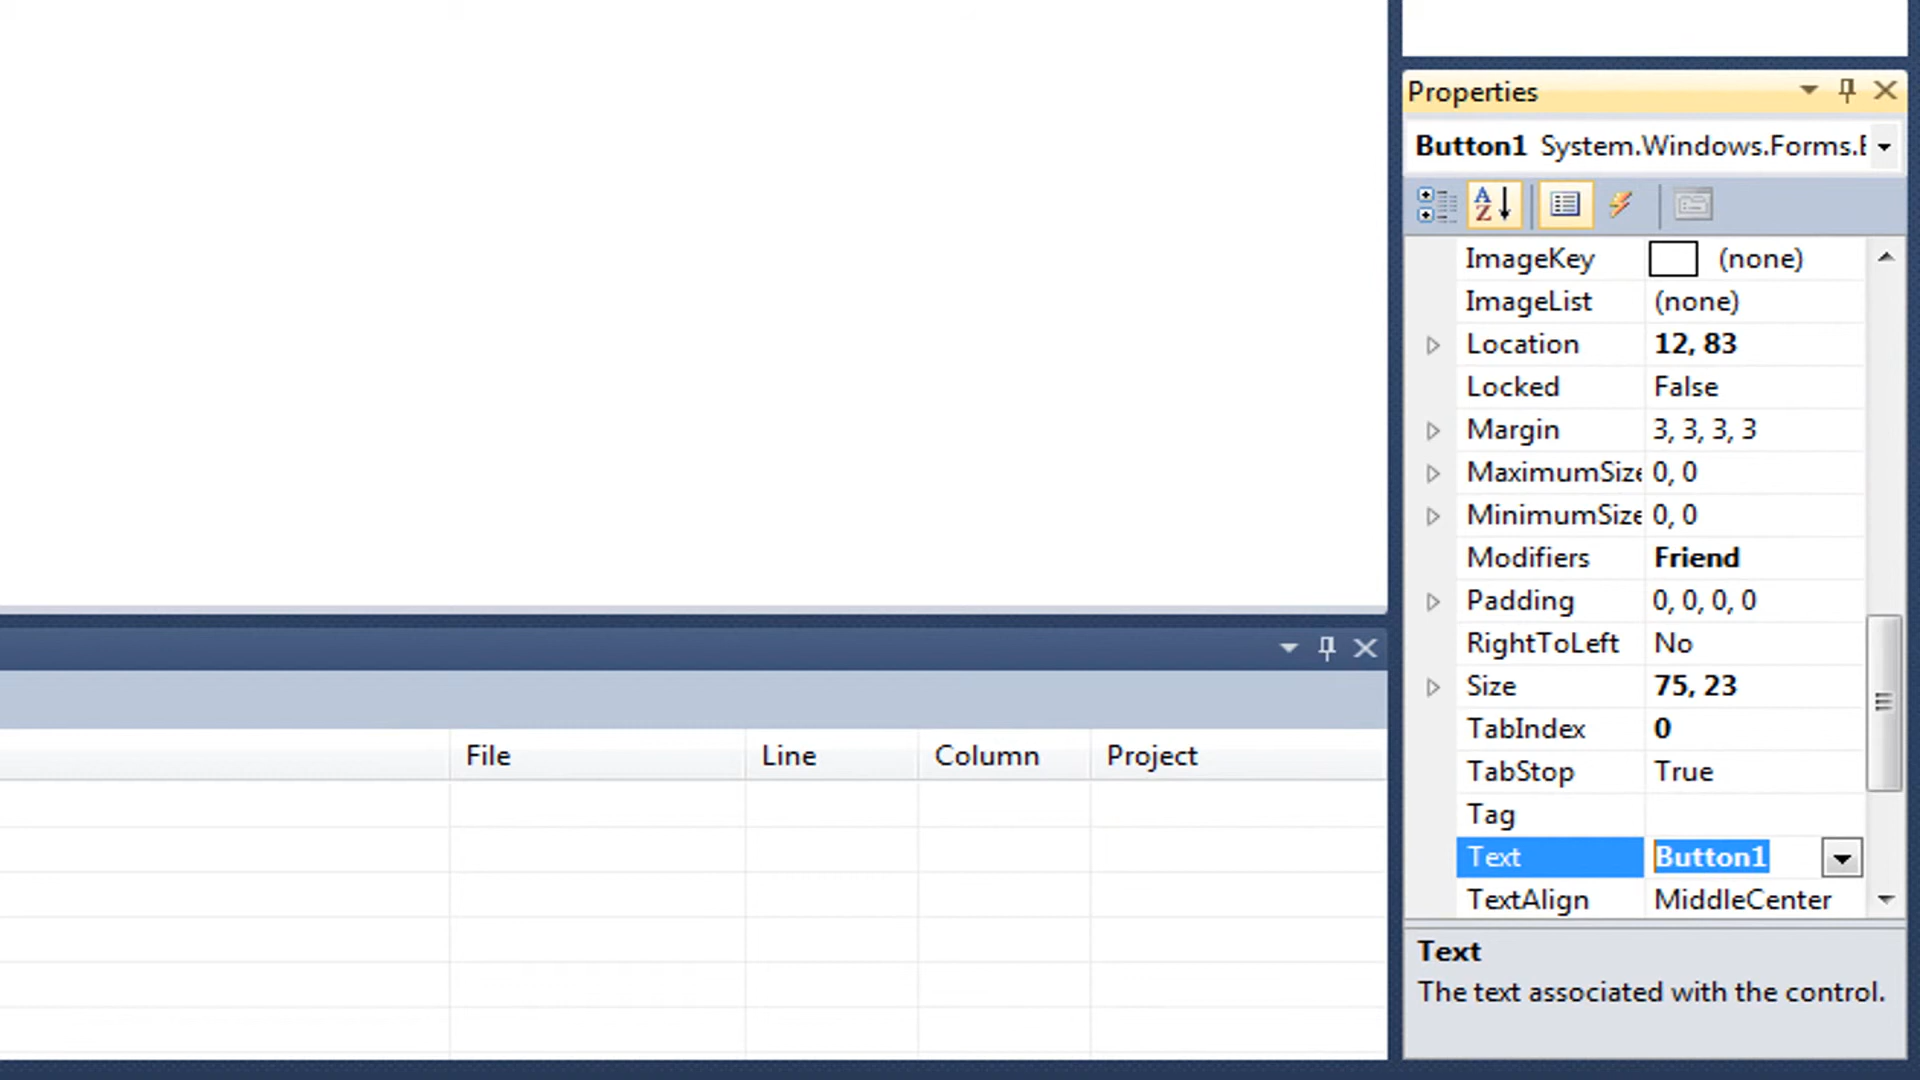 Properties
Button1 System.Windows.Forms.
ImageKey (none)
ImageList (none)
Location 12, 83
Locked False
Margin 3, 3, 3, 3
MaximumSize 0, 0
MinimumSize 0, 0
Modifiers Friend
Padding 0, 0, 0, 0
RightToLeft No
Size 75, 23
TabIndex 0
TabStop True
Tag
Text Button1
TextAlign MiddleCenter
Text
The text associated with the control.
File Line Column Project